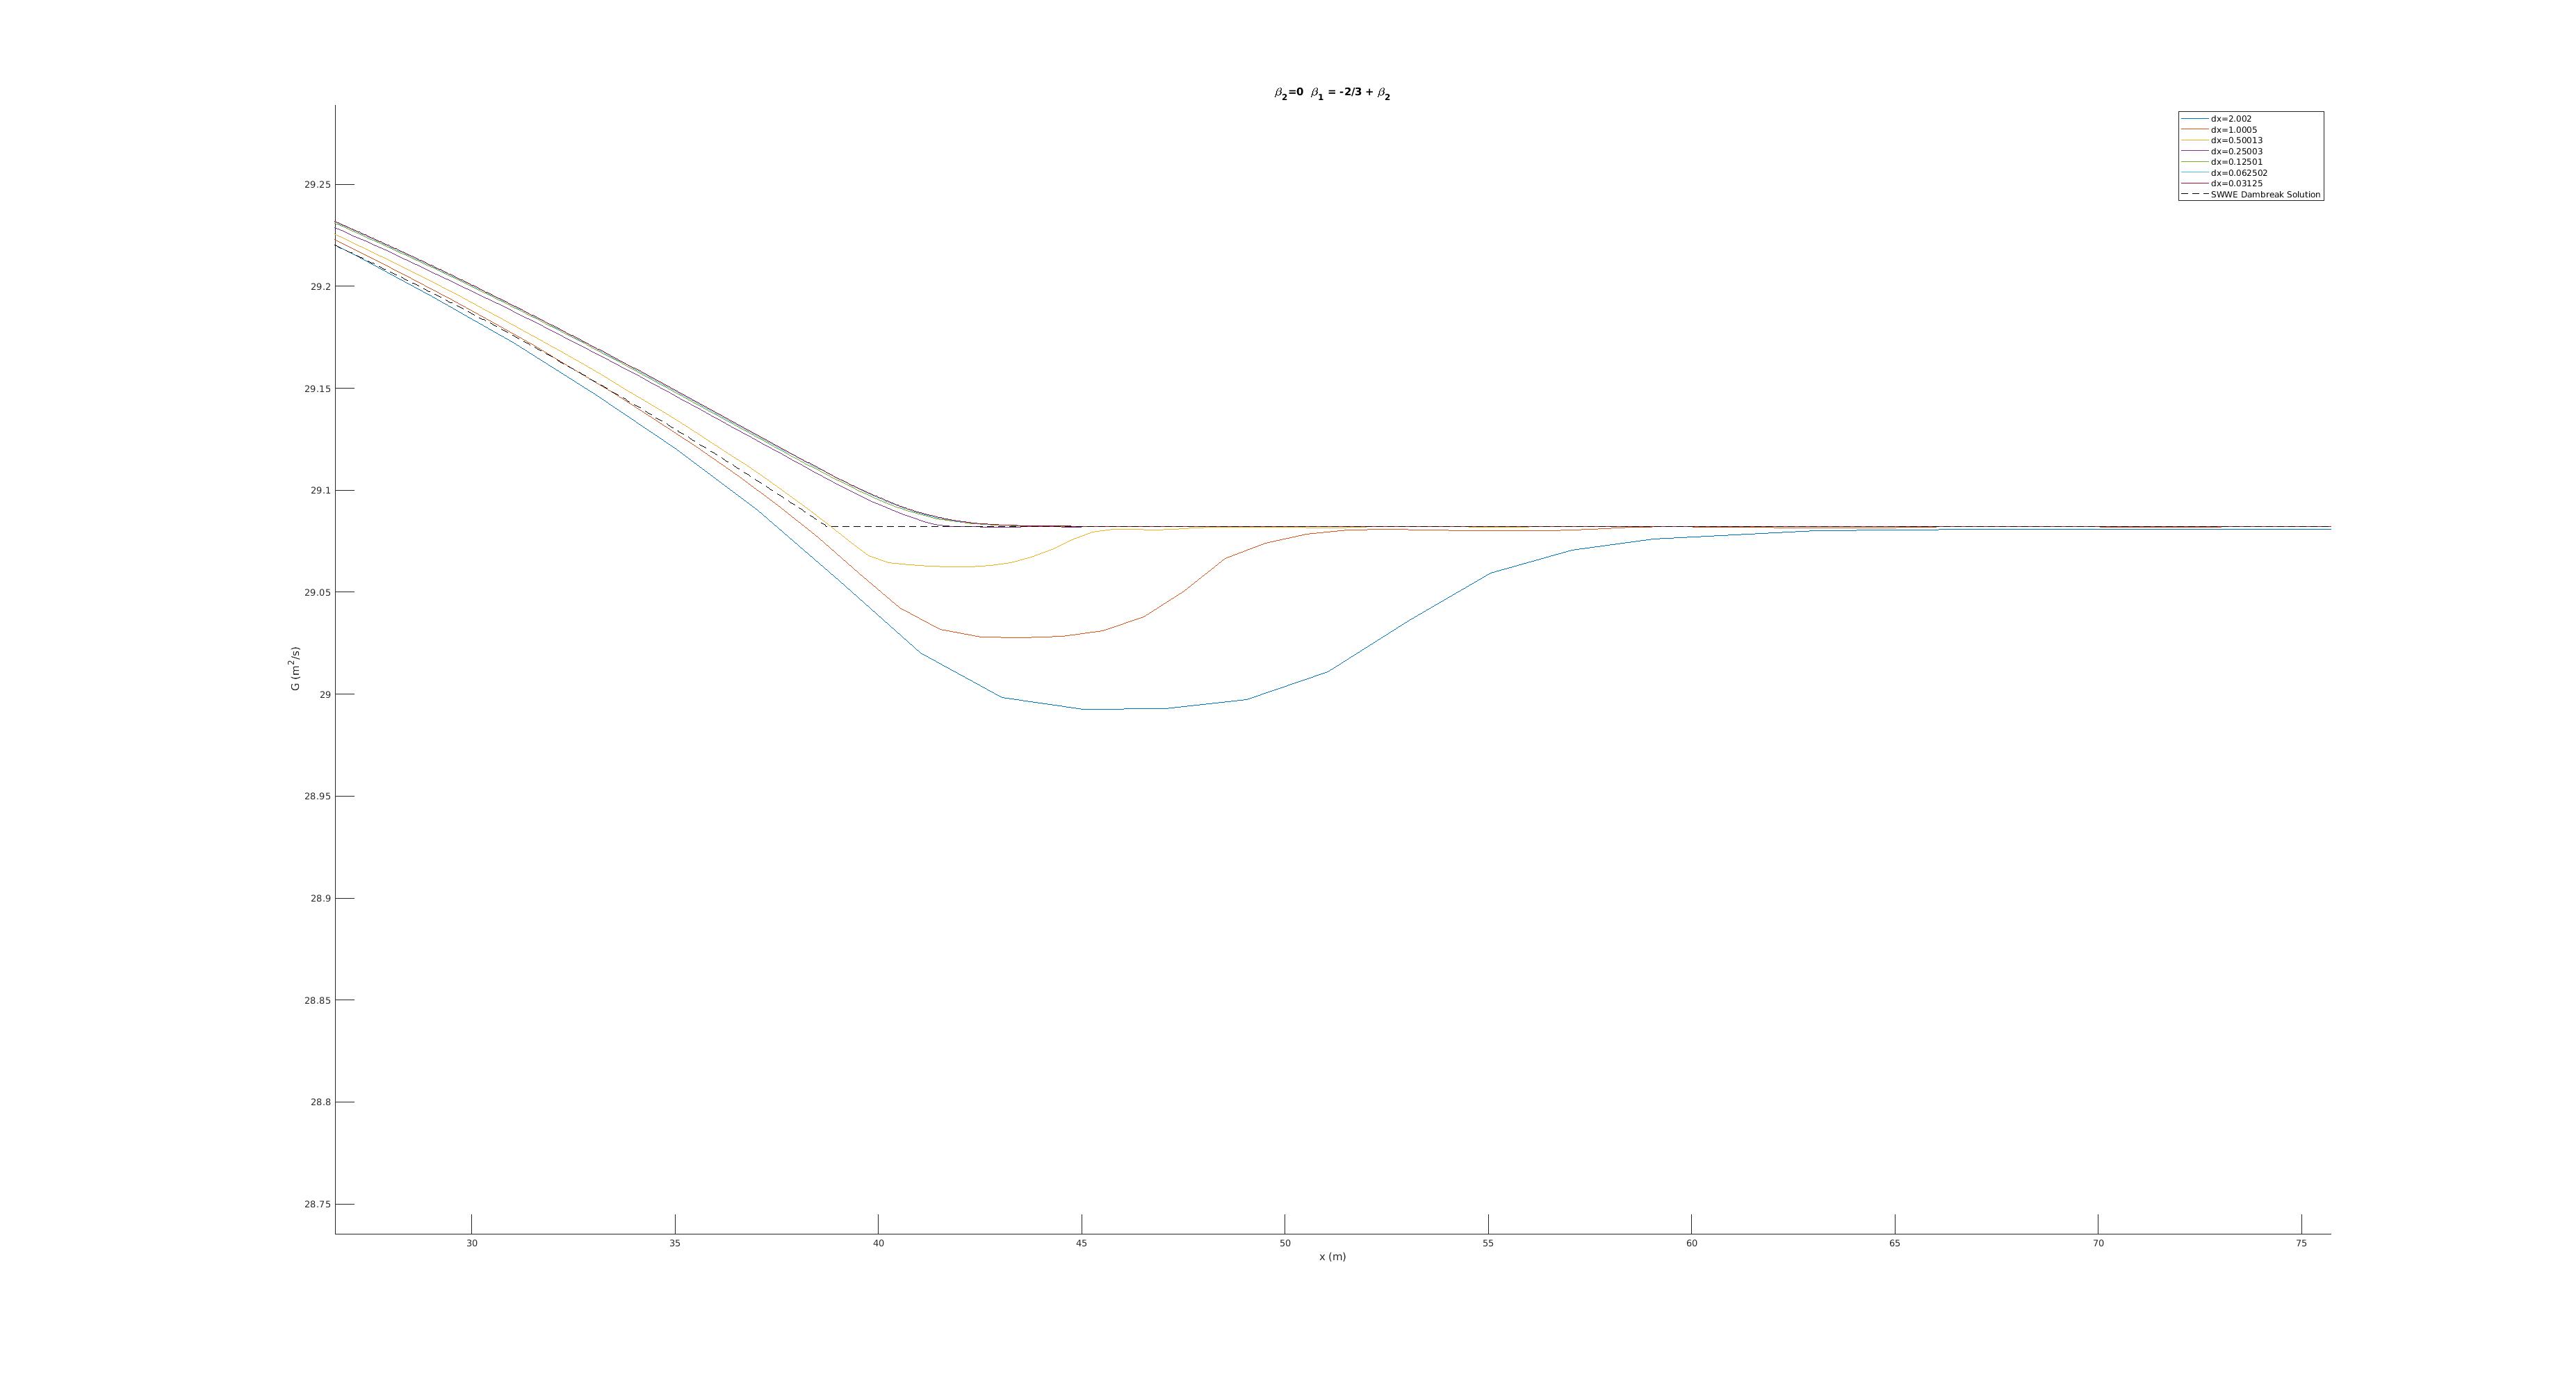 β2=0 β1 = -2/3 + β2
dx=2.002
dx=1.0005
dx=0.50013
dx=0.25003
dx=0.12501
dx=0.062502
dx=0.03125
SWWE Dambreak Solution
29.25
29.2
29.15
29.1
29.05
29
28.95
28.9
28.85
28.8
28.75
G (m2/s)
30 35 40 45 50 55 60 65 70 75
x (m)